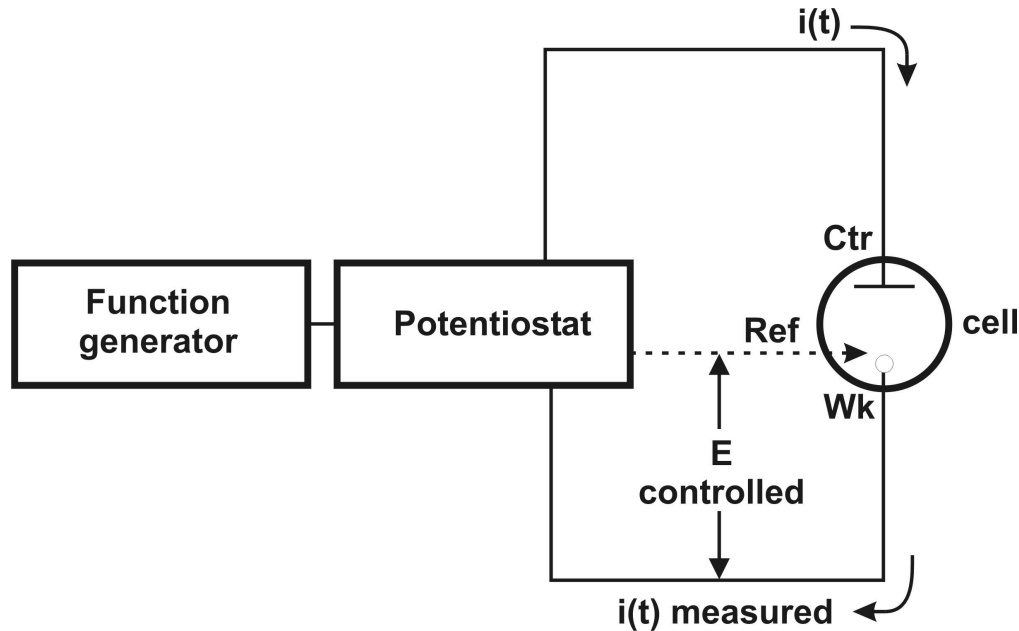 i(t)
Ctr
Function
generator
Potentiostat
Ref
cell
Wk
E
controlled
i(t) measured